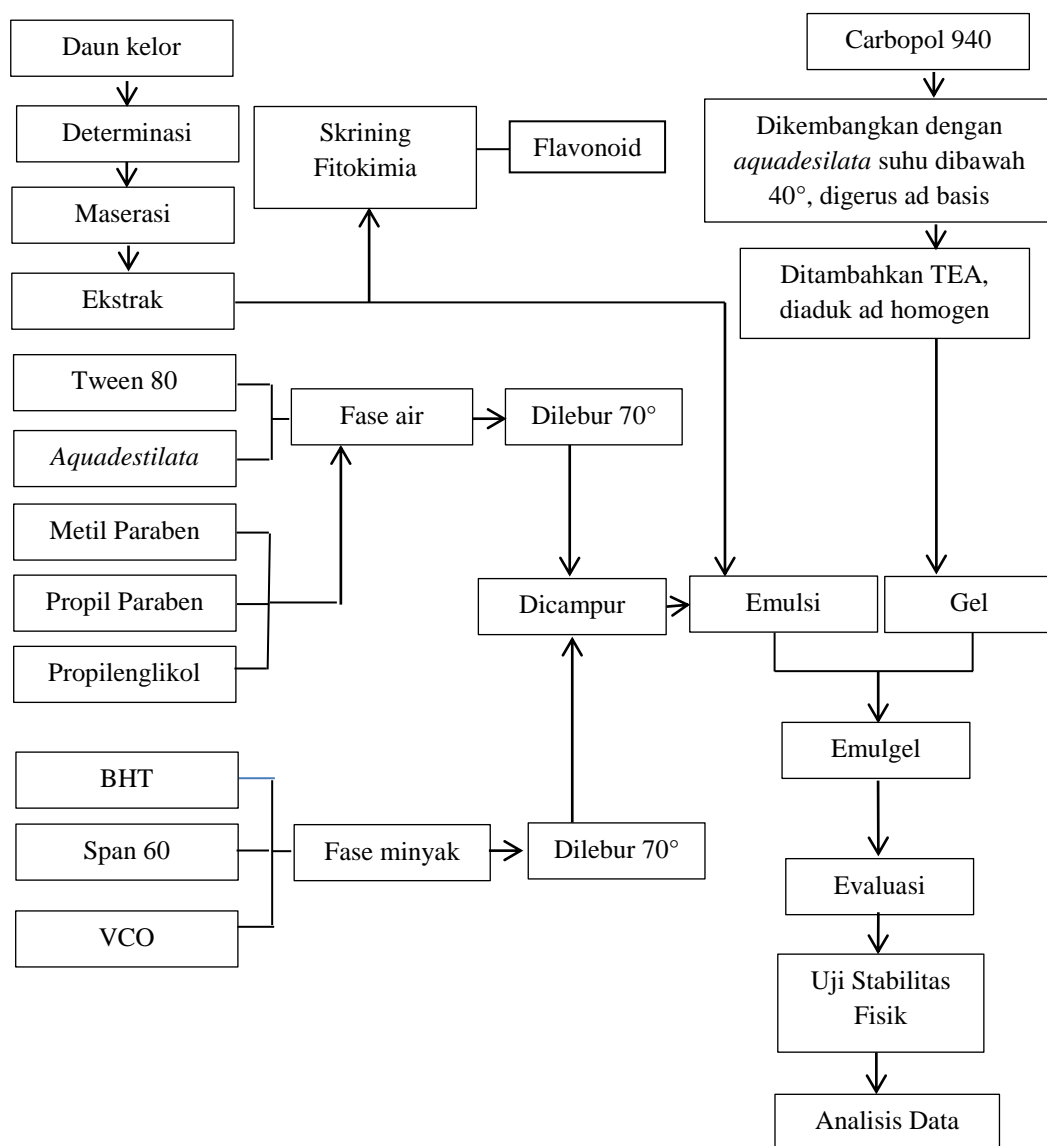 Daun kelor
Determinasi
Maserasi
Ekstrak
Skrining
Fitokimia
Flavonoid
Carbopol 940
Dikembangkan dengan
aquadesilata suhu dibawah
40°, digerus ad basis
Ditambahkan TEA,
diaduk ad homogen
Tween 80
Aquadestilata
Fase air
Dilebur 70°
Metil Paraben
Propil Paraben
Propilenglikol
Dicampur
Emulsi
Gel
BHT
Span 60
VCO
Fase minyak
Dilebur 70°
Emulgel
Evaluasi
Uji Stabilitas
Fisik
Analisis Data